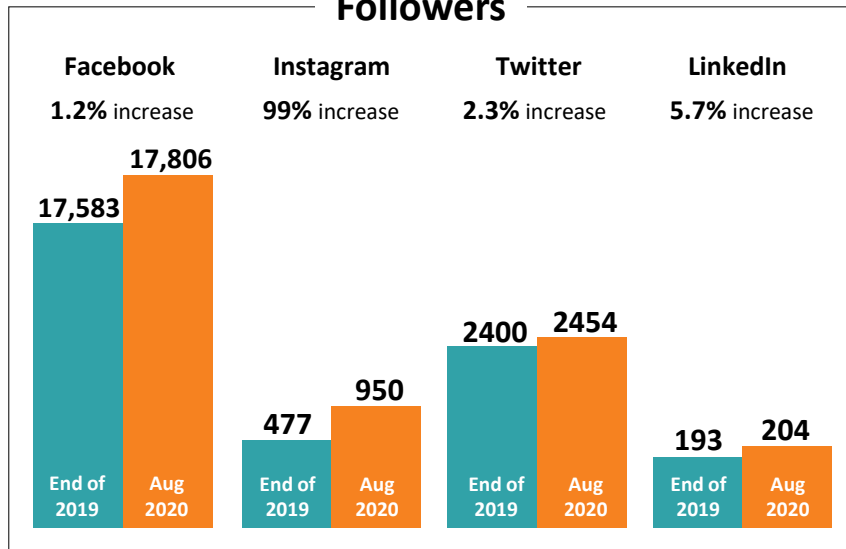 Followers
Facebook
1.2% increase
17,583
17,806
End of
2019
Aug
2020
Instagram
99% increase
477
950
End of
2019
Aug
2020
Twitter
2.3% increase
2400
2454
End of
2019
Aug
2020
LinkedIn
5.7% increase
193
204
End of
2019
Aug
2020